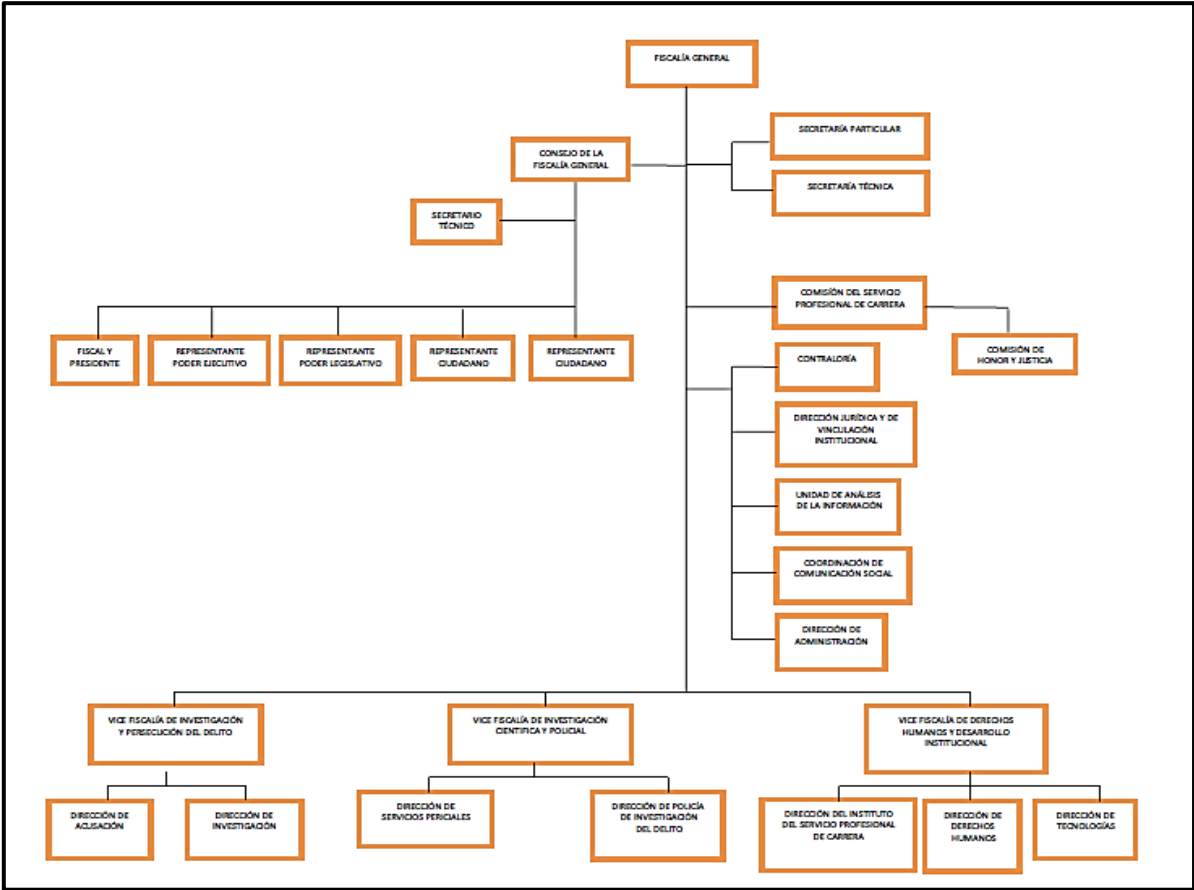 FISCALÍA GENERAL
SECRETARÍA PARTICULAR
CONSEJO DE LA
FISCALÍA GENERAL
SECRETARÍA TÉCNICA
SECRETARIO
TÉCNICO
COMISIÓN DEL SERVICIO
PROFESIONAL DE CARRERA
COMISIÓN DE
HONOR Y JUSTICIA
FISCAL Y
PRESIDENTE
REPRESENTANTE
PODER EJECUTIVO
REPRESENTANTE
PODER LEGISLATIVO
REPRESENTANTE
CIUDADANO
REPRESENTANTE
CIUDADANO
CONTRALORÍA
DIRECCIÓN JURÍDICA Y DE
VINCULACIÓN
INSTITUCIONAL
UNIDAD DE ANÁLISIS
DE LA INFORMACIÓN
COORDINACIÓN DE
COMUNICACIÓN SOCIAL
DIRECCIÓN DE
ADMINISTRACIÓN
VICE FISCALÍA DE INVESTIGACIÓN
Y PERSECUCIÓN DEL DELITO
VICE FISCALÍA DE INVESTIGACIÓN
CIENTIFICA Y POLICIAL
VICE FISCALÍA DE DERECHOS
HUMANOS Y DESARROLLO
INSTITUCIONAL
DIRECCIÓN DE
ACUSACIÓN
DIRECCIÓN DE
INVESTIGACIÓN
DIRECCIÓN DE
SERVICIOS PERICIALES
DIRECCIÓN DE POLICÍA
DE INVESTIGACIÓN
DEL DELITO
DIRECCIÓN DEL INSTITUTO
DEL SERVICIO PROFESIONAL
DE CARRERA
DIRECCIÓN DE
DERECHOS
HUMANOS
DIRECCIÓN DE
TECNOLOGÍAS